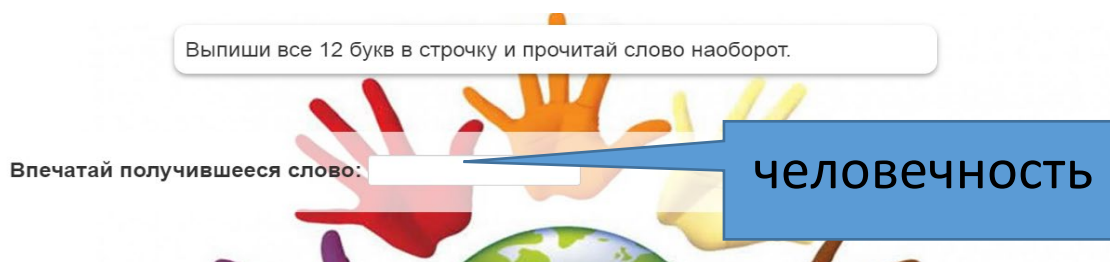 Выпиши все 12 букв в строчку и прочитай слово наоборот.
Впечатай получившееся слово:
человечность